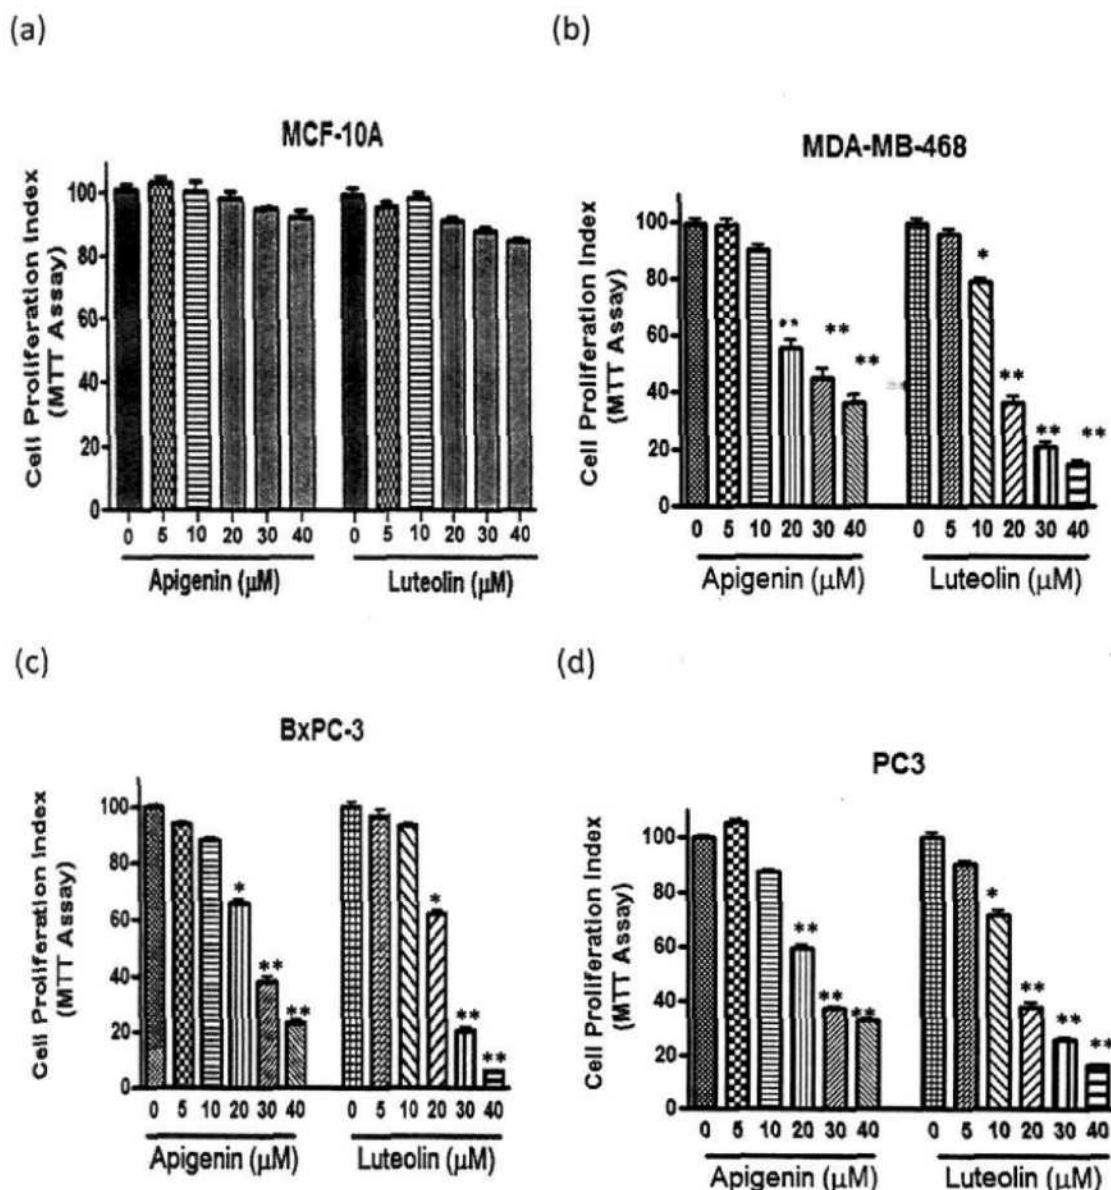 (a)
MCF-10A
Cell Proliferation Index
(MTT Assay)
100
80
60
40
20
0
0 5 10 20 30 40 0 5 10 20 30 40
Apigenin (μM) Luteolin (μM)
(b)
MDA-MB-468
Cell Proliferation Index
(MTT Assay)
100
80
60
40
20
0
** ** ** * ** ** **
0 5 10 20 30 40 0 5 10 20 30 40
Apigenin (μM) Luteolin (μM)
(c)
BxPC-3
Cell Proliferation Index
(MTT Assay)
100
80
60
40
20
0
* ** ** * ** **
0 5 10 20 30 40 0 5 10 20 30 40
Apigenin (μM) Luteolin (μM)
(d)
PC3
Cell Proliferation Index
(MTT Assay)
100
80
60
40
20
0
** ** ** * ** ** **
0 5 10 20 30 40 0 5 10 20 30 40
Apigenin (μM) Luteolin (μM)